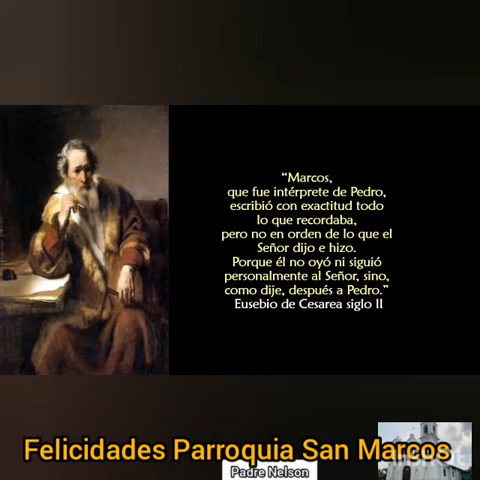 “Marcos,
que fue intérprete de Pedro,
escribió con exactitud todo
lo que recordaba,
pero no en orden de lo que el
Señor dijo e hizo.
Porque él no oyó ni siguió
personalmente al Señor, sino,
como dije, después a Pedro.”
Eusebio de Cesarea siglo II
Felicidades Parroquia San Marcos
Padre Nelson